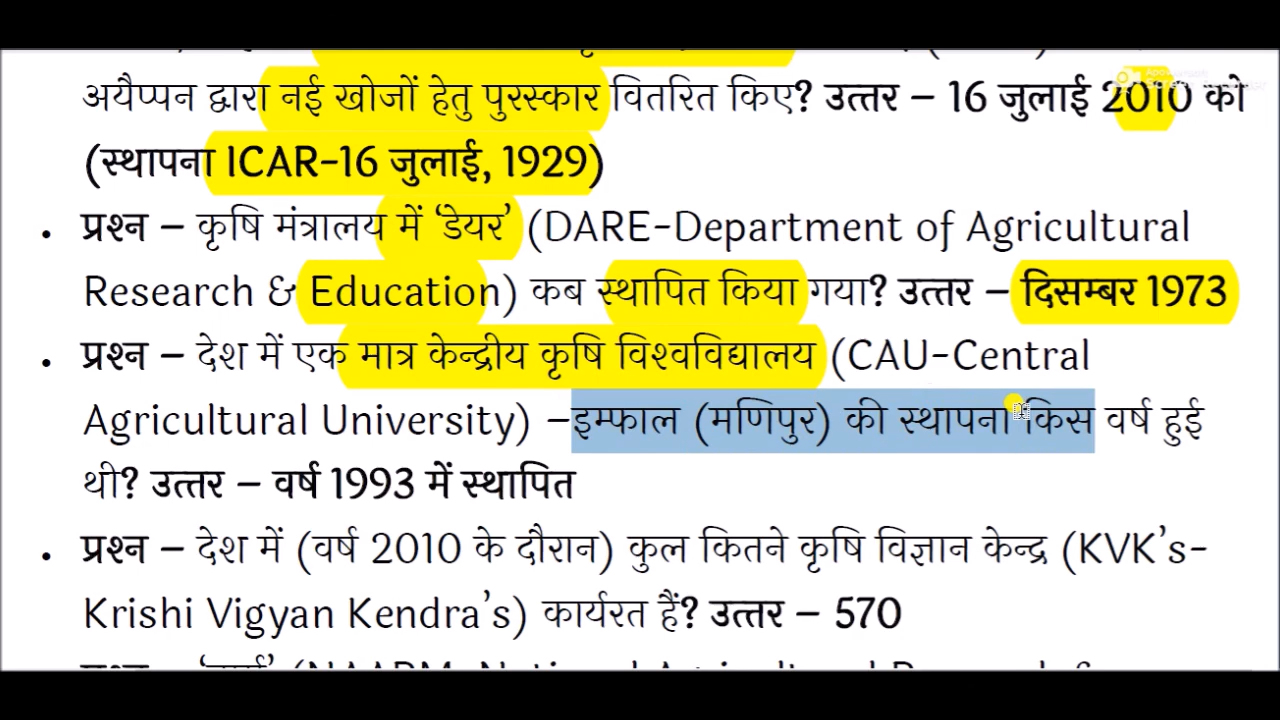 अयैप्पन द्वारा नई खोजों हेतु पुरस्कार वितरित किए? उत्तर – 16 जुलाई 2010 को
(स्थापना ICAR-16 जुलाई, 1929)
• प्रश्न – कृषि मंत्रालय में ‘डेयर’ (DARE-Department of Agricultural
Research & Education) कब स्थापित किया गया? उत्तर – दिसम्बर 1973
• प्रश्न – देश में एक मात्र केन्द्रीय कृषि विश्वविद्यालय (CAU-Central
Agricultural University) –इम्फाल (मणिपुर) की स्थापना किस वर्ष हुई
थी? उत्तर – वर्ष 1993 में स्थापित
• प्रश्न – देश में (वर्ष 2010 के दौरान) कुल कितने कृषि विज्ञान केन्द्र (KVK’s-
Krishi Vigyan Kendra’s) कार्यरत हैं? उत्तर – 570